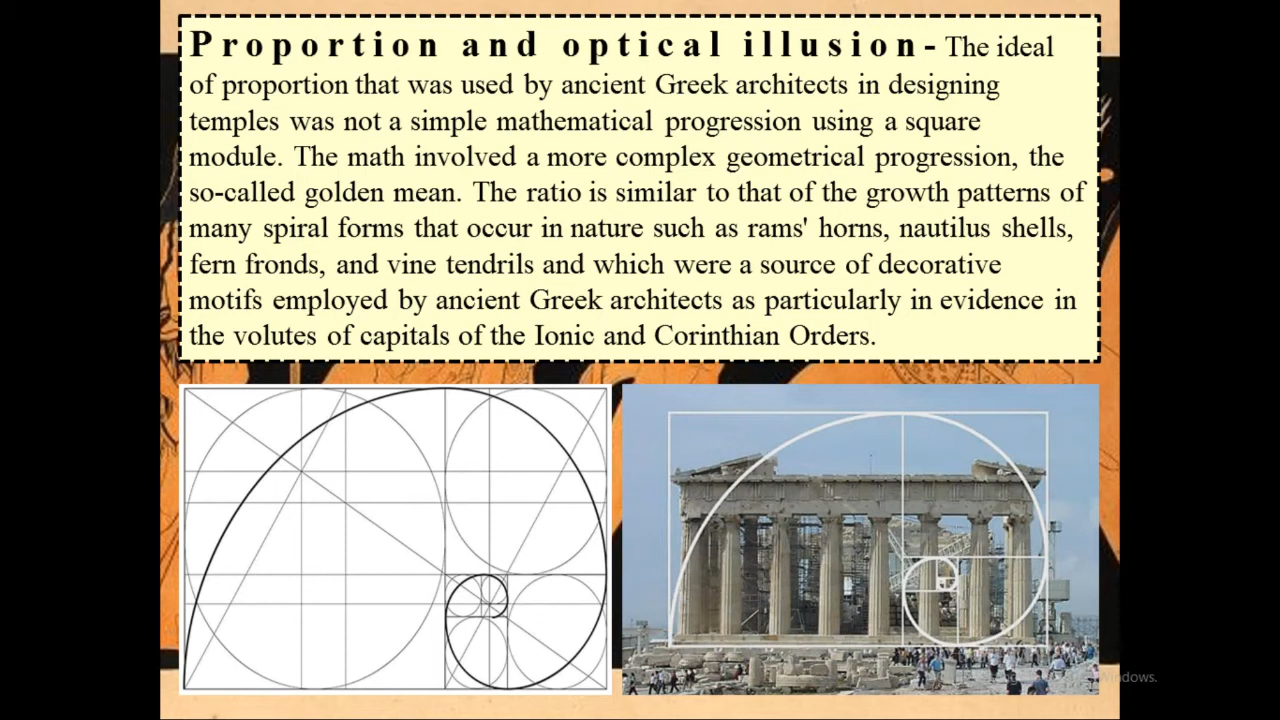 Proportion and optical illusion- The ideal
of proportion that was used by ancient Greek architects in designing
temples was not a simple mathematical progression using a square
module. The math involved a more complex geometrical progression, the
so-called golden mean. The ratio is similar to that of the growth patterns of
many spiral forms that occur in nature such as rams' horns, nautilus shells,
fern fronds, and vine tendrils and which were a source of decorative
motifs employed by ancient Greek architects as particularly in evidence in
the volutes of capitals of the Ionic and Corinthian Orders.